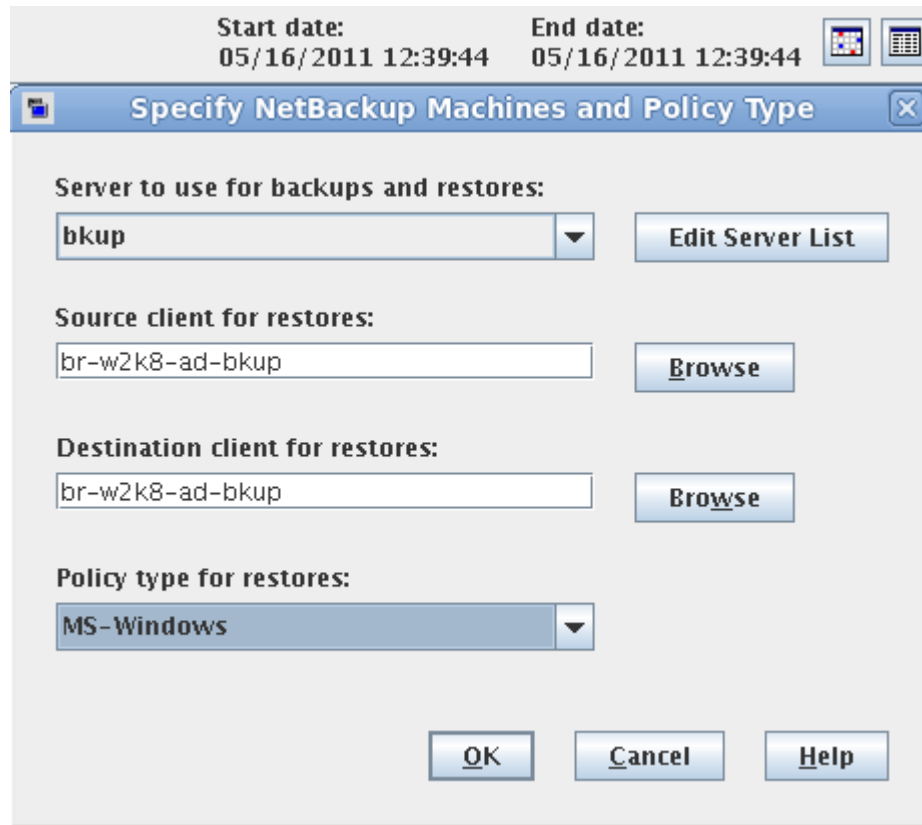 Start date: End date:
05/16/2011 12:39:44 05/16/2011 12:39:44
Specify NetBackup Machines and Policy Type
Server to use for backups and restores:
bkup Edit Server List
Source client for restores:
br-w2k8-ad-bkup Browse
Destination client for restores:
br-w2k8-ad-bkup Browse
Policy type for restores:
MS-Windows
OK Cancel Help